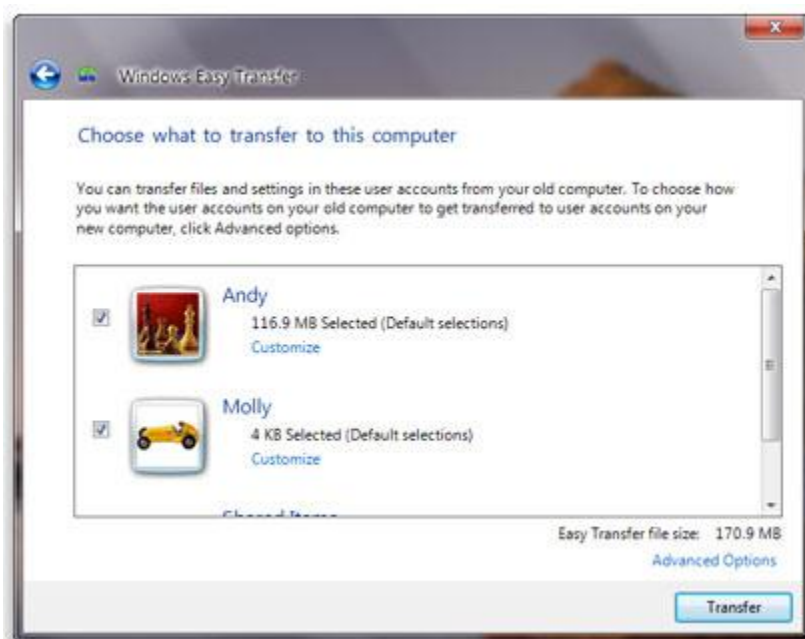 Windows Easy Transfer
Choose what to transfer to this computer
You can transfer files and settings in these user accounts from your old computer. To choose how
you want the user accounts on your old computer to get transferred to user accounts on your
new computer, click Advanced options.
Andy
116.9 MB Selected (Default selections)
Customize
Molly
4 KB Selected (Default selections)
Customize
Shared Items
Easy Transfer file size: 170.9 MB
Advanced Options
Transfer